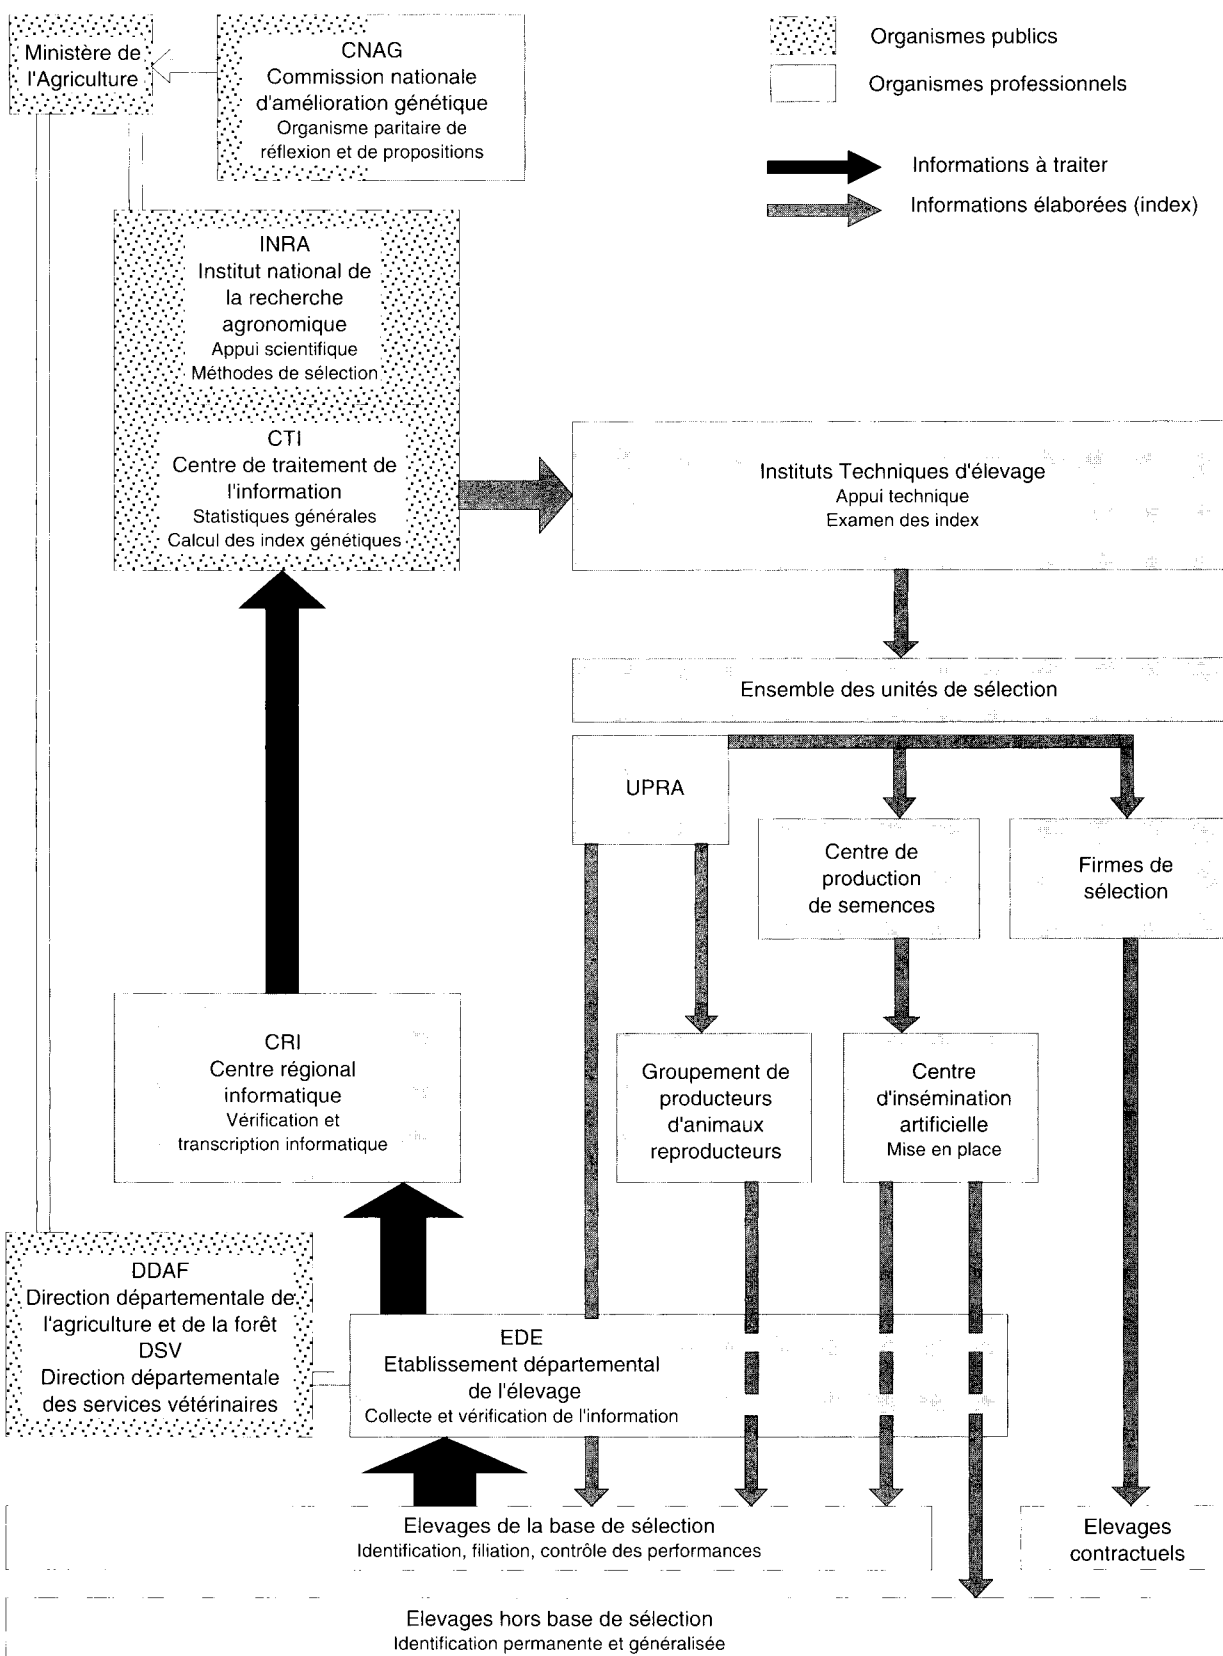 Ministère de
l'Agriculture
CNAG
Commission nationale
d'amélioration génétique
Organisme paritaire de
réflexion et de propositions
Organismes publics
Organismes professionnels
Informations à traiter
Informations élaborées (index)
INRA
Institut national de
la recherche
agronomique
Appui scientifique
Méthodes de sélection
CTI
Centre de traitement de
l'information
Statistiques générales
Calcul des index génétiques
Instituts Techniques d'élevage
Appui technique
Examen des index
Ensemble des unités de sélection
UPRA
Centre de
production
de semences
Firmes de
sélection
CRI
Centre régional
informatique
Vérification et
transcription informatique
Groupement de
producteurs
d'animaux
reproducteurs
Centre
d'insémination
artificielle
Mise en place
DDAF
Direction départementale de
l'agriculture et de la forêt
DSV
Direction départementale
des services vétérinaires
EDE
Etablissement départemental
de l'élevage
Collecte et vérification de l'information
Elevages de la base de sélection
Identification, filiation, contrôle des performances
Elevages
contractuels
Elevages hors base de sélection
Identification permanente et généralisée